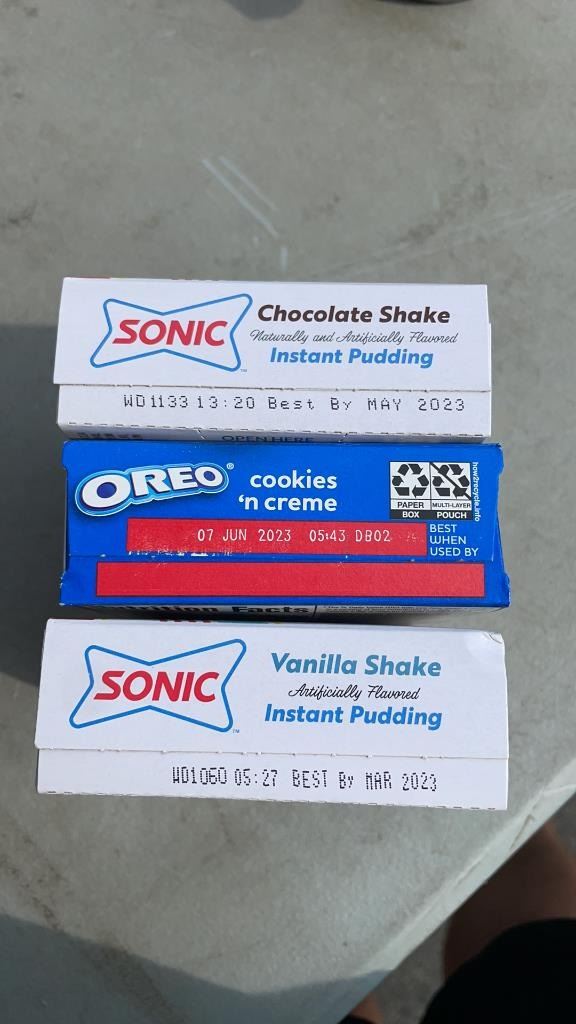 SONIC
Chocolate Shake
Naturally and Artificially Flavored
Instant Pudding
WD1133 13:20 Best By MAY 2023
OPEN HERE
OREO®
cookies
'n creme
PAPER
BOX
MULTI-LAYER
POUCH
how2recycle.info
07 JUN 2023 05:43 DB02
BEST
WHEN
USED BY
Nutrition Facts
SONIC™
Vanilla Shake
Artificially Flavored
Instant Pudding
WD1060 05:27 BEST By MAR 2023